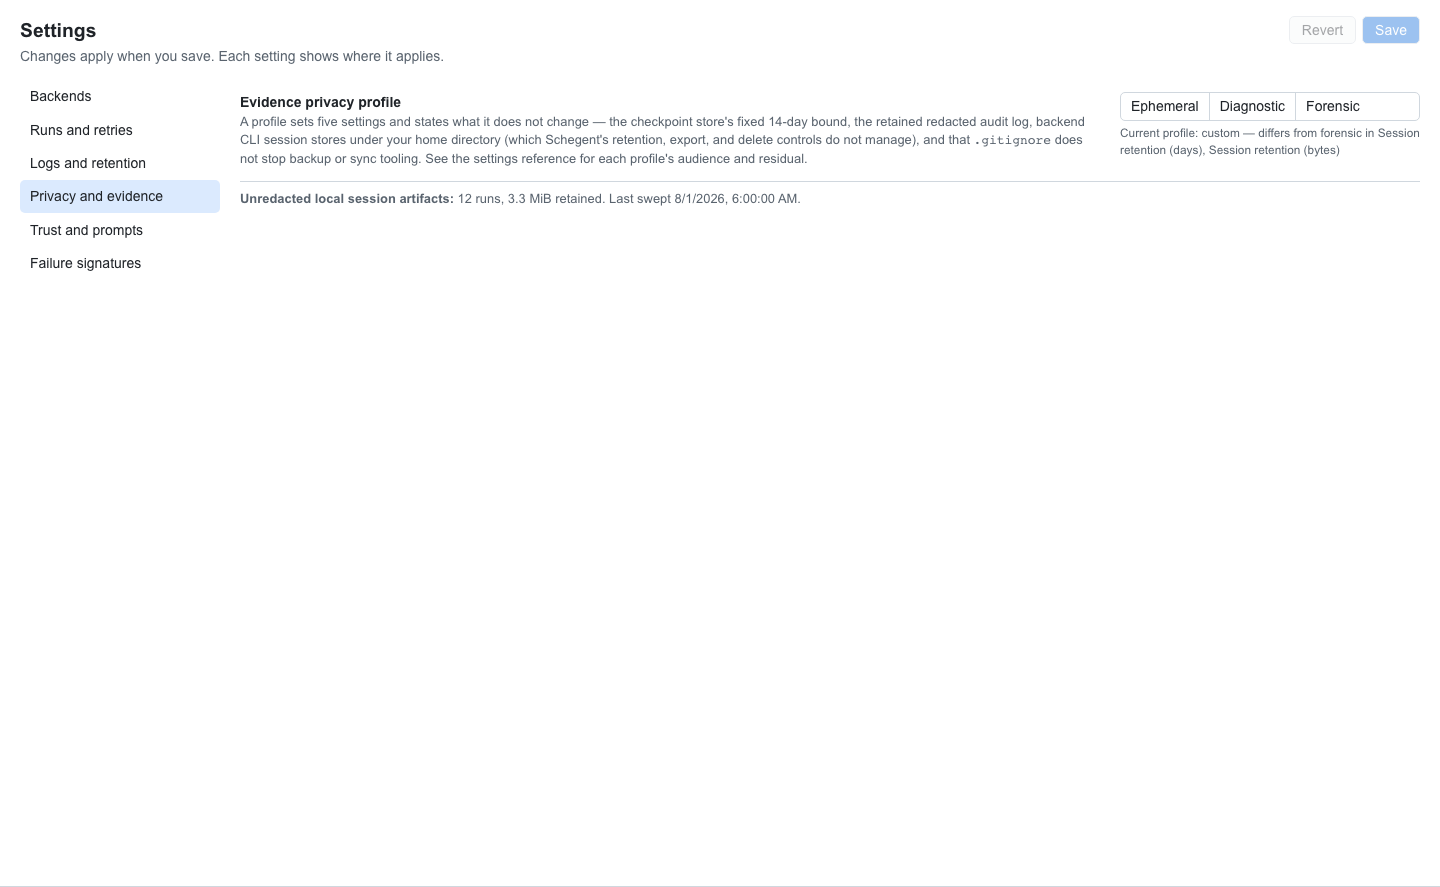 Settings
Revert
Save
Changes apply when you save. Each setting shows where it applies.
Backends
Runs and retries
Logs and retention
Privacy and evidence
Trust and prompts
Failure signatures
Evidence privacy profile
A profile sets five settings and states what it does not change — the checkpoint store's fixed 14-day bound, the retained redacted audit log, backend
CLI session stores under your home directory (which Schegent's retention, export, and delete controls do not manage), and that .gitignore does
not stop backup or sync tooling. See the settings reference for each profile's audience and residual.
Ephemeral
Diagnostic
Forensic
Current profile: custom — differs from forensic in Session
retention (days), Session retention (bytes)
Unredacted local session artifacts: 12 runs, 3.3 MiB retained. Last swept 8/1/2026, 6:00:00 AM.